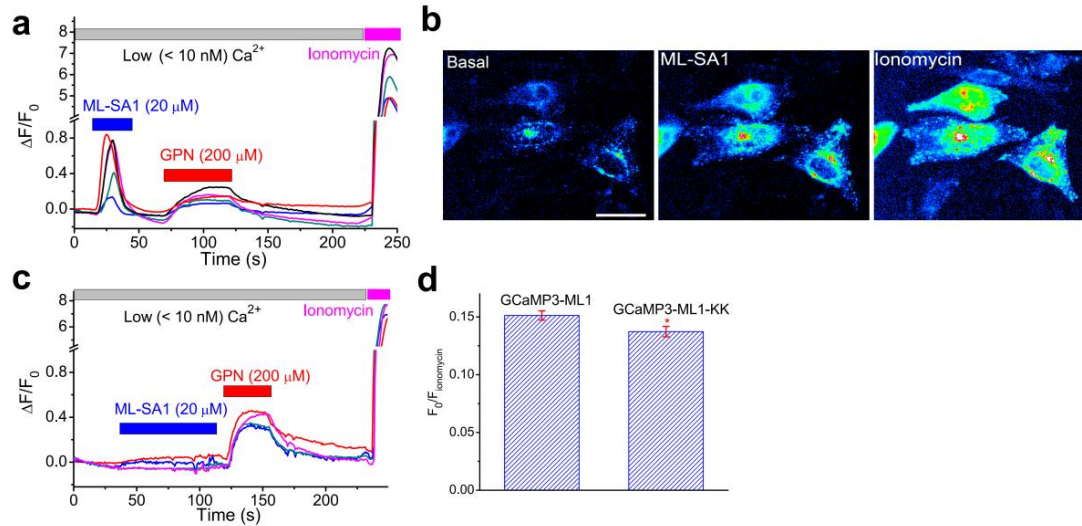 a
8
7
6
5
0.8
0.4
0.0
ΔF/F₀
Low (< 10 nM) Ca²⁺
Ionomycin
ML-SA1 (20 μM)
GPN (200 μM)
0 50 100 150 200 250
Time (s)
b
Basal
ML-SA1
Ionomycin
c
8
6
0.8
0.4
0.0
ΔF/F₀
Low (< 10 nM) Ca²⁺
Ionomycin
GPN (200 μM)
ML-SA1 (20 μM)
0 50 100 150 200
Time (s)
d
GCaMP3-ML1
GCaMP3-ML1-KK
*
0.15
0.10
0.05
0.00
F₀/F_ionomycin